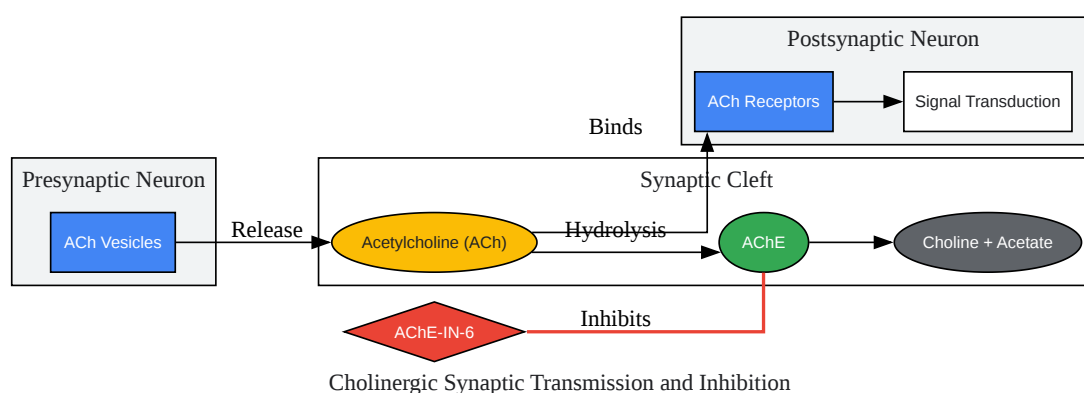 Postsynaptic Neuron
ACh Receptors
Signal Transduction
Binds
Presynaptic Neuron
Synaptic Cleft
ACh Vesicles
Release
Acetylcholine (ACh)
Hydrolysis
AChE
Choline + Acetate
AChE-IN-6
Inhibits
Cholinergic Synaptic Transmission and Inhibition